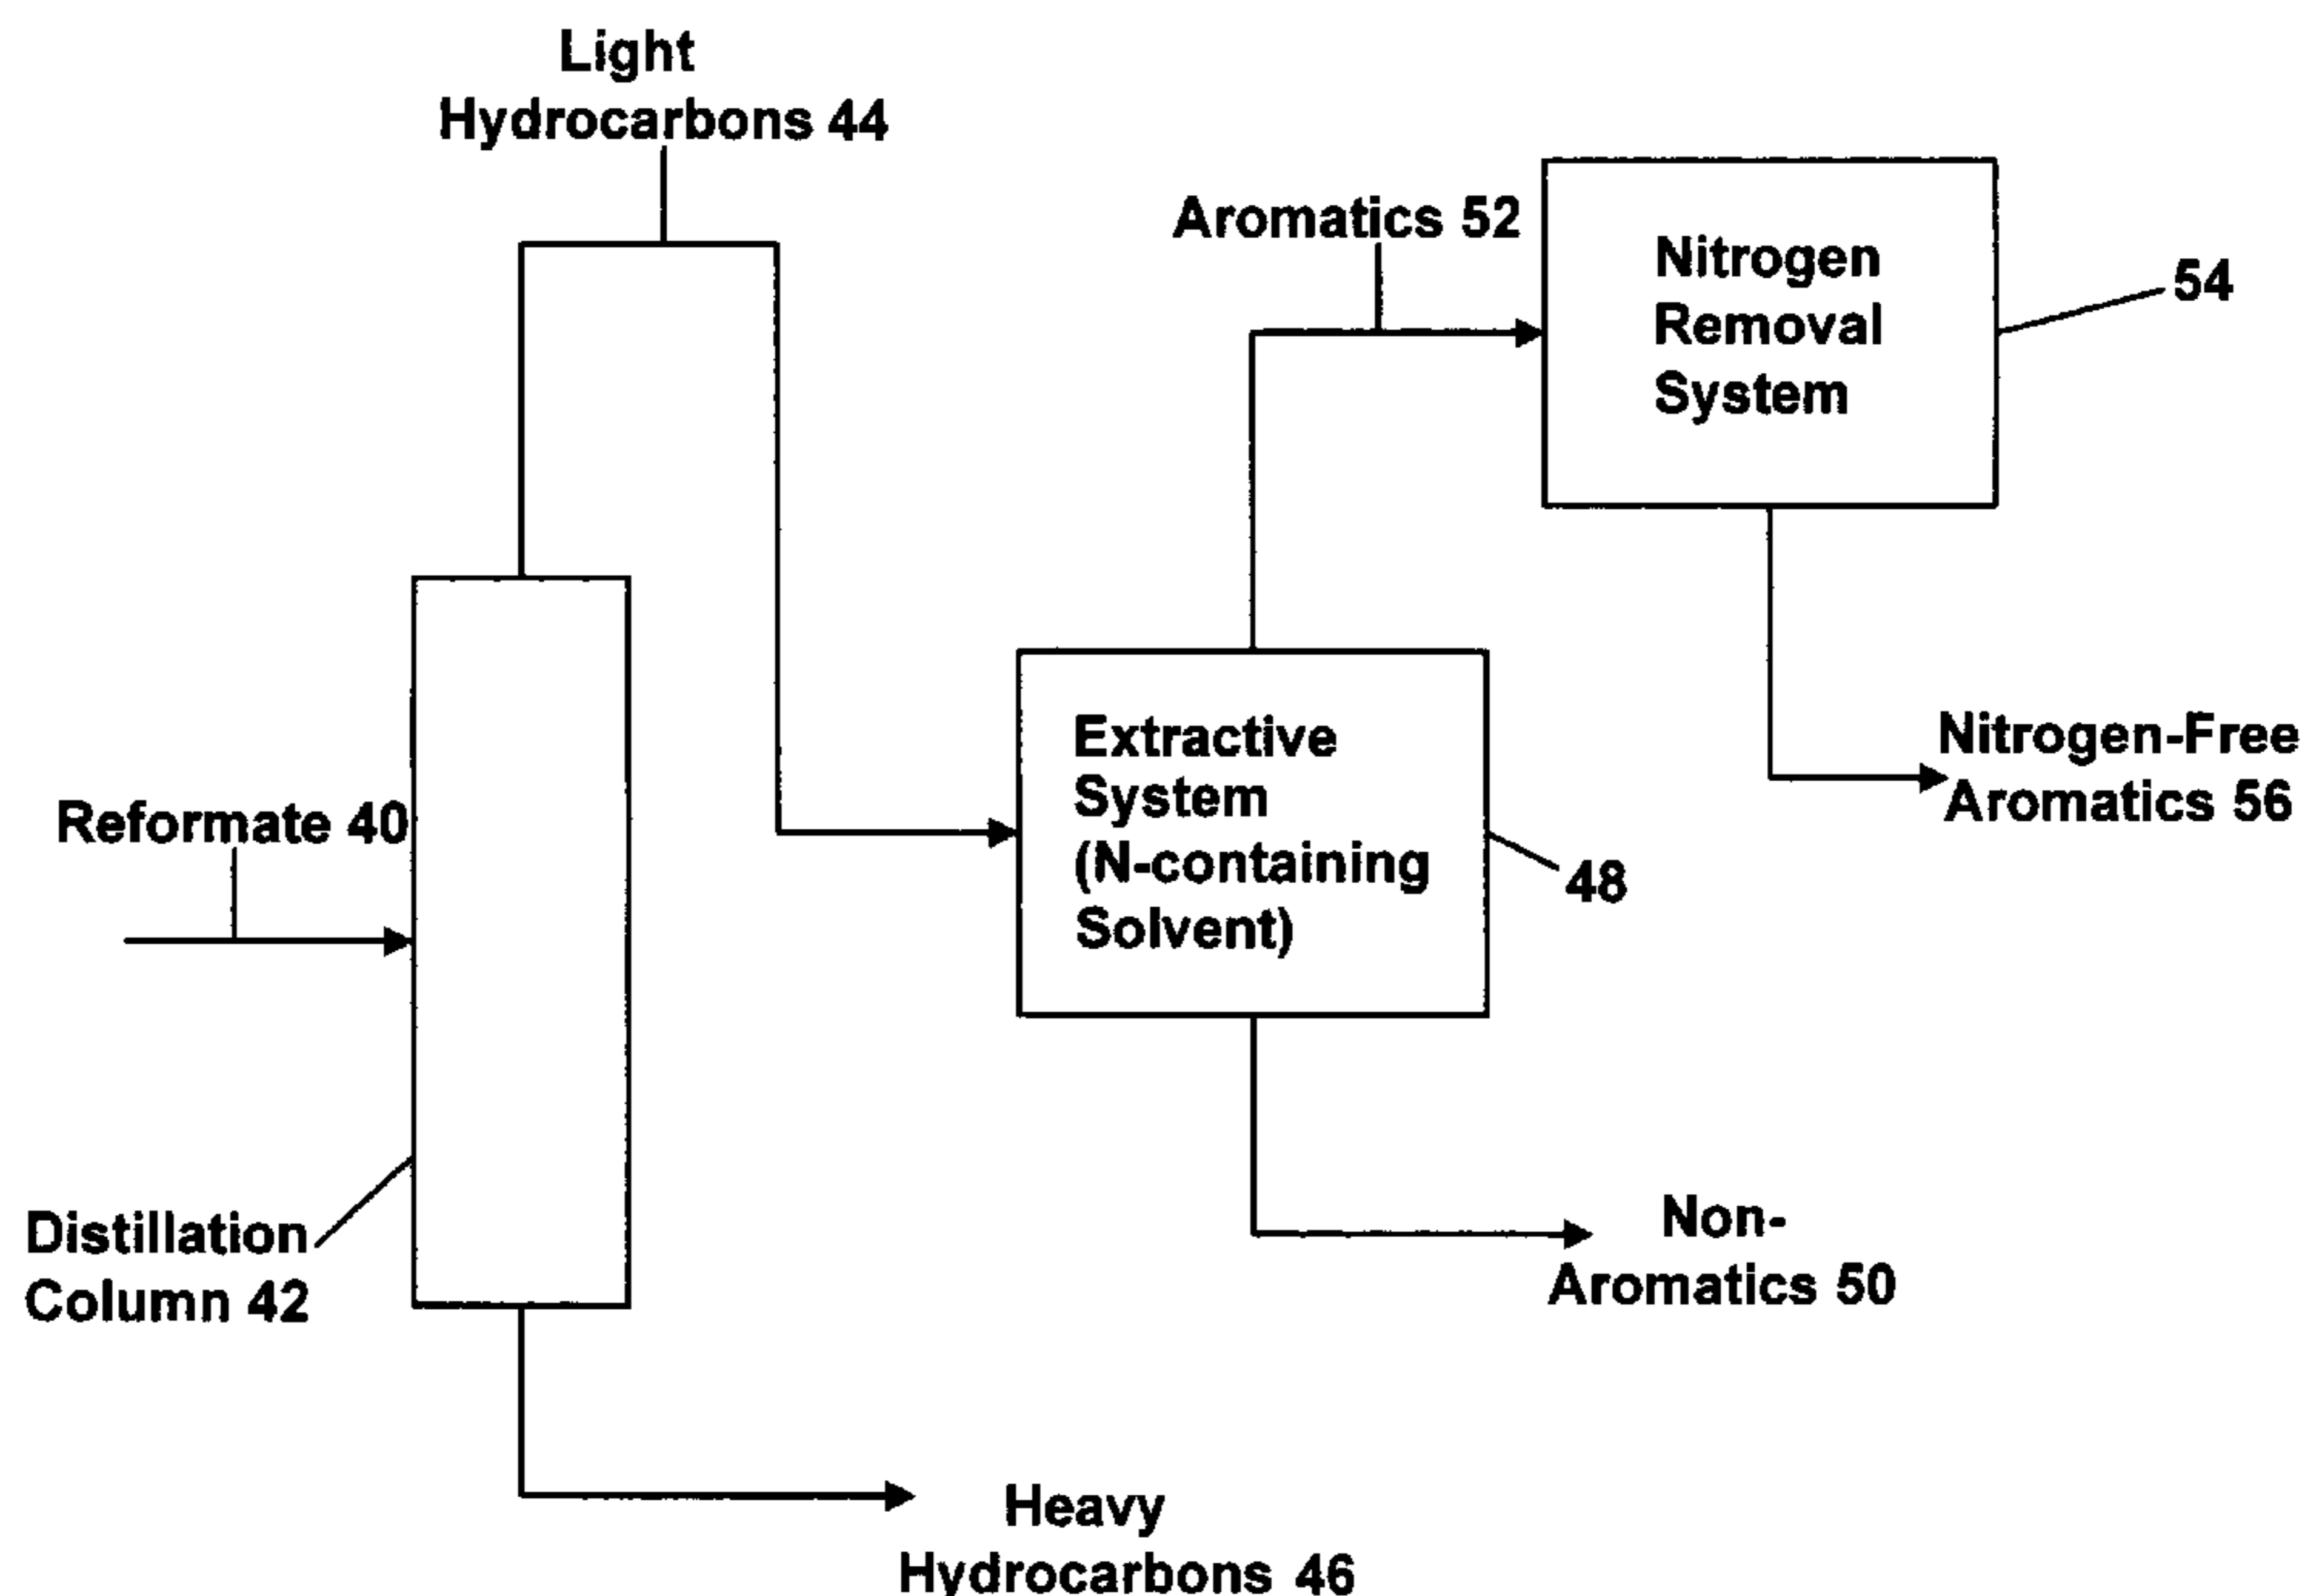 Light
Hydrocarbons 44
Aromatics 52
Nitrogen
Removal
System
54
Extractive
System
(N-containing
Solvent)
48
Nitrogen-Free
Aromatics 56
Reformate 40
Distillation
Column 42
Non-
Aromatics 50
Heavy
Hydrocarbons 46